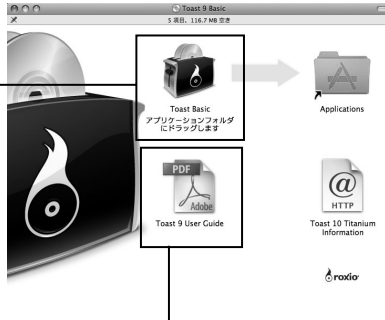 Toast 9 Basic
5 項目、116.7 MB 空き
Toast Basic
アプリケーションフォルダ
にドラッグします
Applications
PDF
Adobe
Toast 9 User Guide
@
HTTP
Toast 10 Titanium
Information
roxio